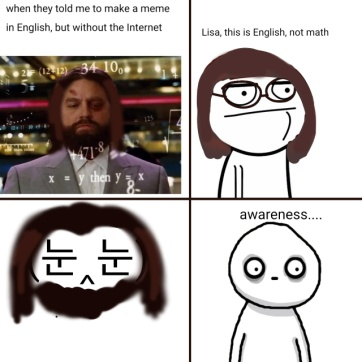 when they told me to make a meme
in English, but without the Internet
x = y then y = x
Lisa, this is English, not math
눈_눈
awareness....